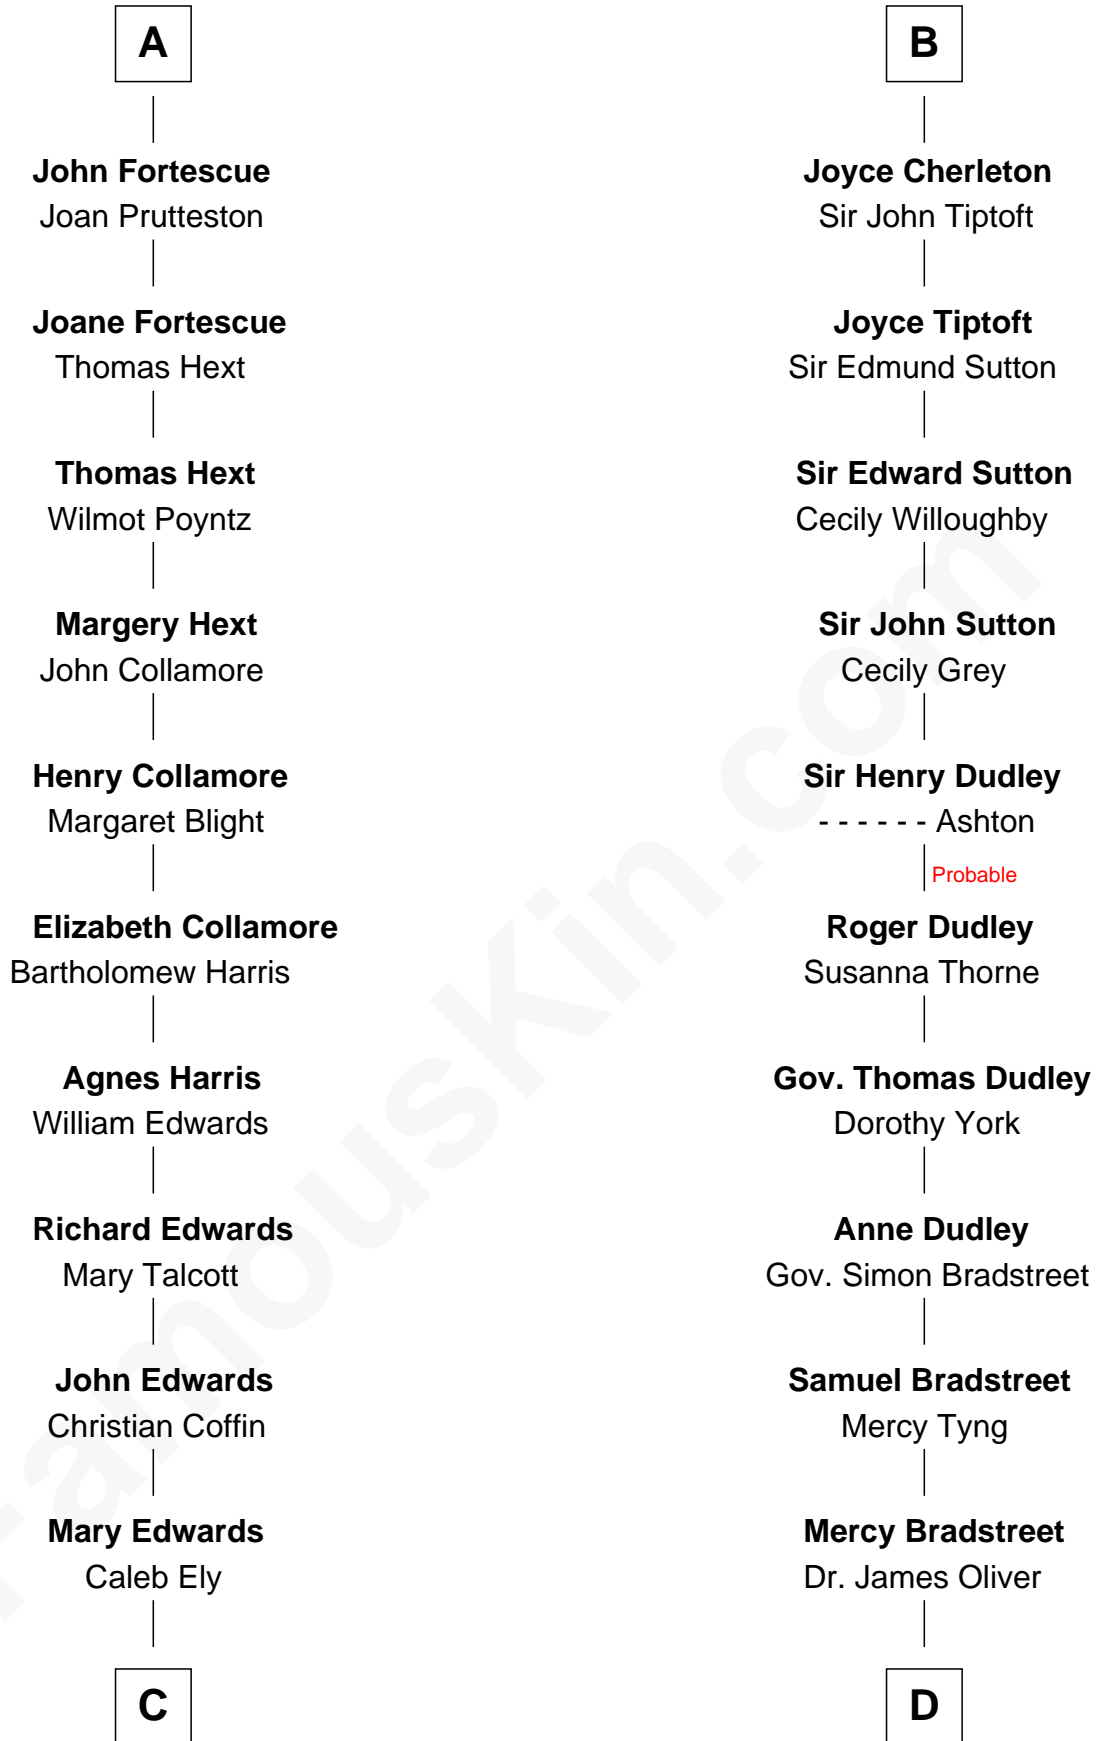 A
John Fortescue
Joan Prutteston
Joane Fortescue
Thomas Hext
Thomas Hext
Wilmot Poyntz
Margery Hext
John Collamore
Henry Collamore
Margaret Blight
Elizabeth Collamore
Bartholomew Harris
Agnes Harris
William Edwards
Richard Edwards
Mary Talcott
John Edwards
Christian Coffin
Mary Edwards
Caleb Ely
C
B
Joyce Cherleton
Sir John Tiptoft
Joyce Tiptoft
Sir Edmund Sutton
Sir Edward Sutton
Cecily Willoughby
Sir John Sutton
Cecily Grey
Sir Henry Dudley
- - - - - - Ashton
Probable
Roger Dudley
Susanna Thorne
Gov. Thomas Dudley
Dorothy York
Anne Dudley
Gov. Simon Bradstreet
Samuel Bradstreet
Mercy Tyng
Mercy Bradstreet
Dr. James Oliver
D
FamousKin.com